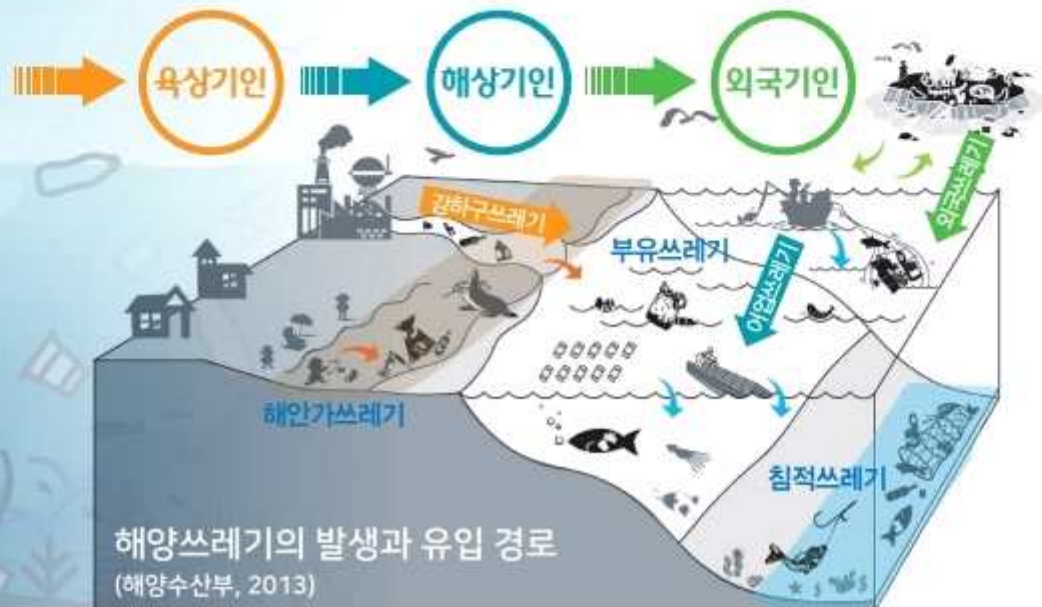 육상기인
해상기인
외국기인
강하구쓰레기
외국쓰레기
부유쓰레기
어업쓰레기
해안가쓰레기
침적쓰레기
해양쓰레기의 발생과 유입 경로
(해양수산부, 2013)